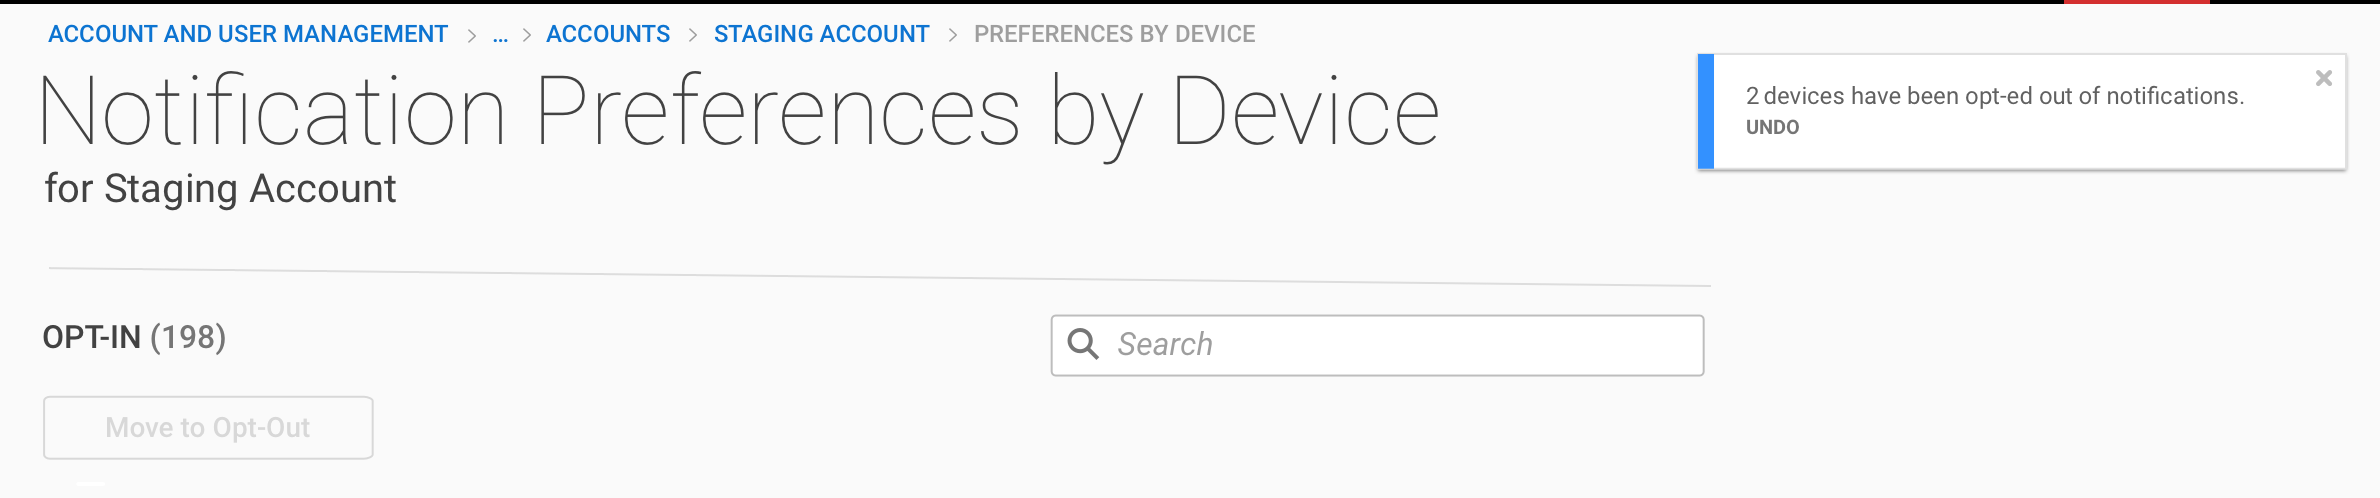 ACCOUNT AND USER MANAGEMENT > ... > ACCOUNTS > STAGING ACCOUNT > PREFERENCES BY DEVICE
Notification Preferences by Device
for Staging Account
2 devices have been opt-ed out of notifications.
UNDO
OPT-IN (198)
Search
Move to Opt-Out